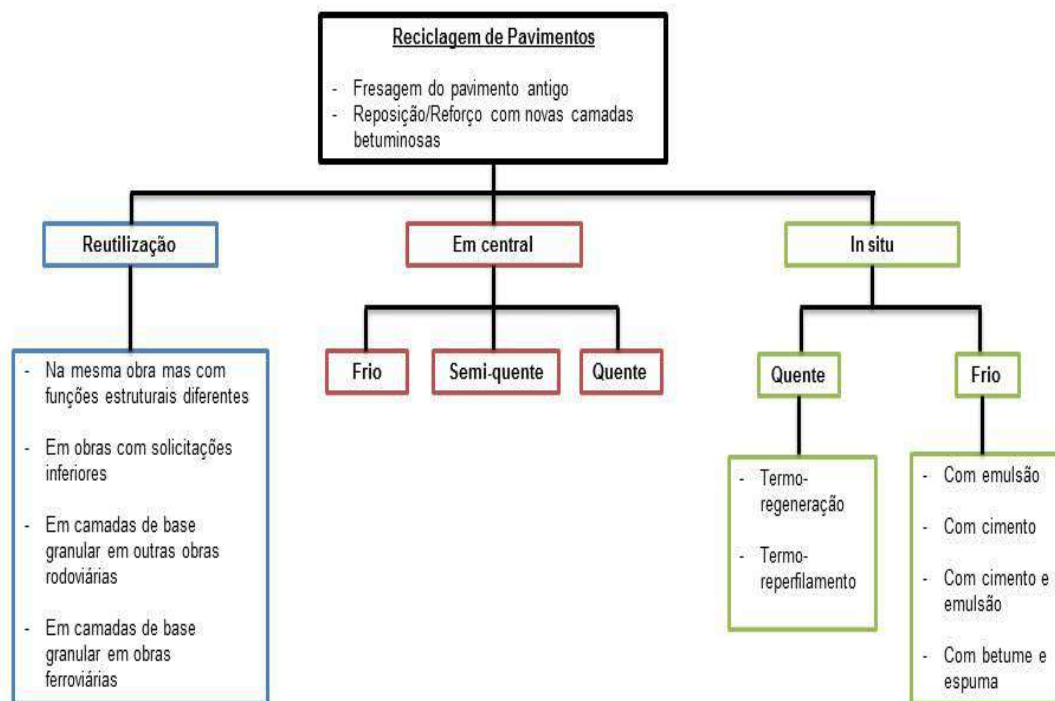 Reciclagem de Pavimentos
- Fresagem do pavimento antigo
- Reposição/Reforço com novas camadas
betuminosas
Reutilização
Em central
In situ
- Na mesma obra mas com
funções estruturais diferentes
- Em obras com solicitações
inferiores
- Em camadas de base
granular em outras obras
rodoviárias
- Em camadas de base
granular em obras
ferroviárias
Frio
Semi-quente
Quente
Quente
Frio
- Termo-
regeneração
- Termo-
reperfilamento
- Com emulsão
- Com cimento
- Com cimento e
emulsão
- Com betume e
espuma